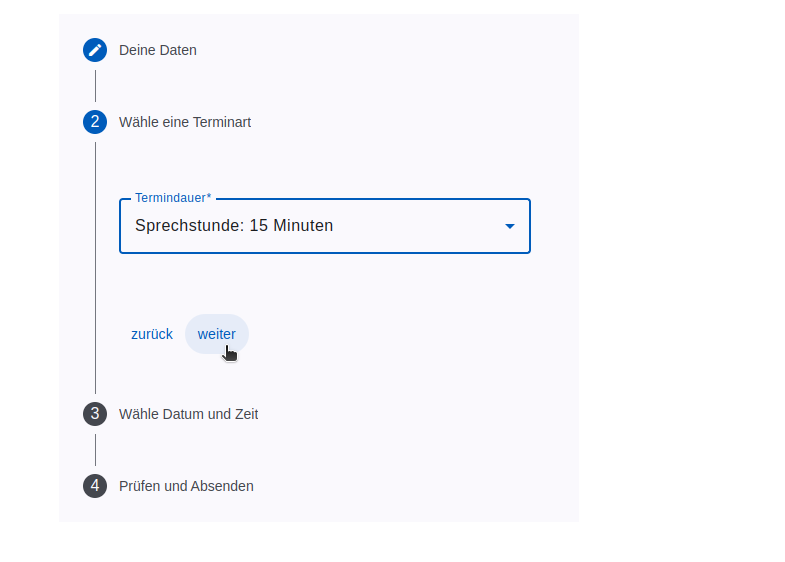 Deine Daten
2 Wähle eine Terminart
Termindauer*
Sprechstunde: 15 Minuten
zurück weiter
3 Wähle Datum und Zeit
4 Prüfen und Absenden